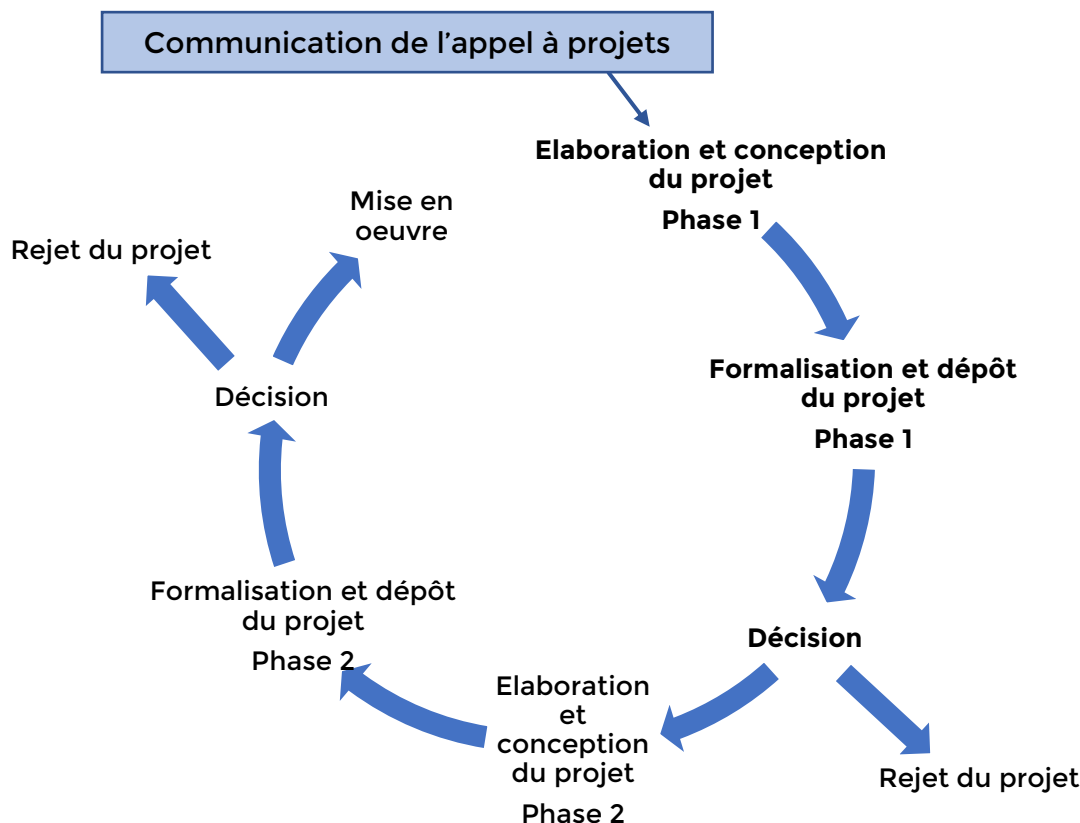 Communication de l'appel à projets
Elaboration et conception
du projet
Phase 1
Formalisation et dépôt
du projet
Phase 1
Décision
Rejet du projet
Elaboration
et
conception
du projet
Phase 2
Formalisation et dépôt
du projet
Phase 2
Décision
Rejet du projet
Mise en
oeuvre